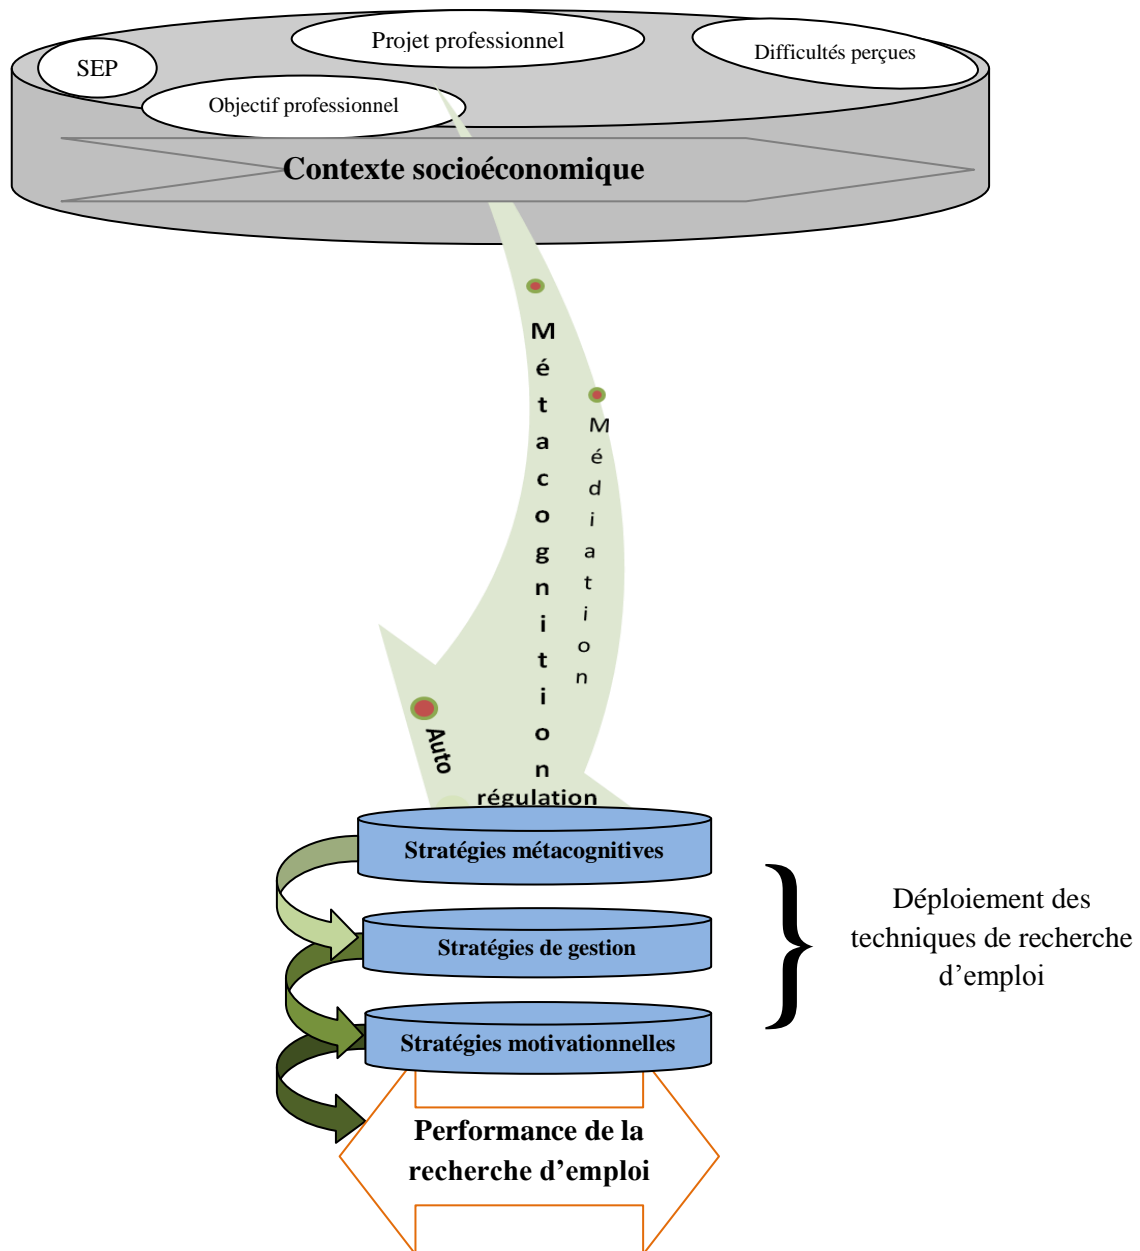 Projet professionnel
Difficultés perçues
SEP
Objectif professionnel
Contexte socioéconomique
Métacognition
Médiation
Auto
régulation
Stratégies métacognitives
Stratégies de gestion
Stratégies motivationnelles
Déploiement des
techniques de recherche
d’emploi
Performance de la
recherche d’emploi